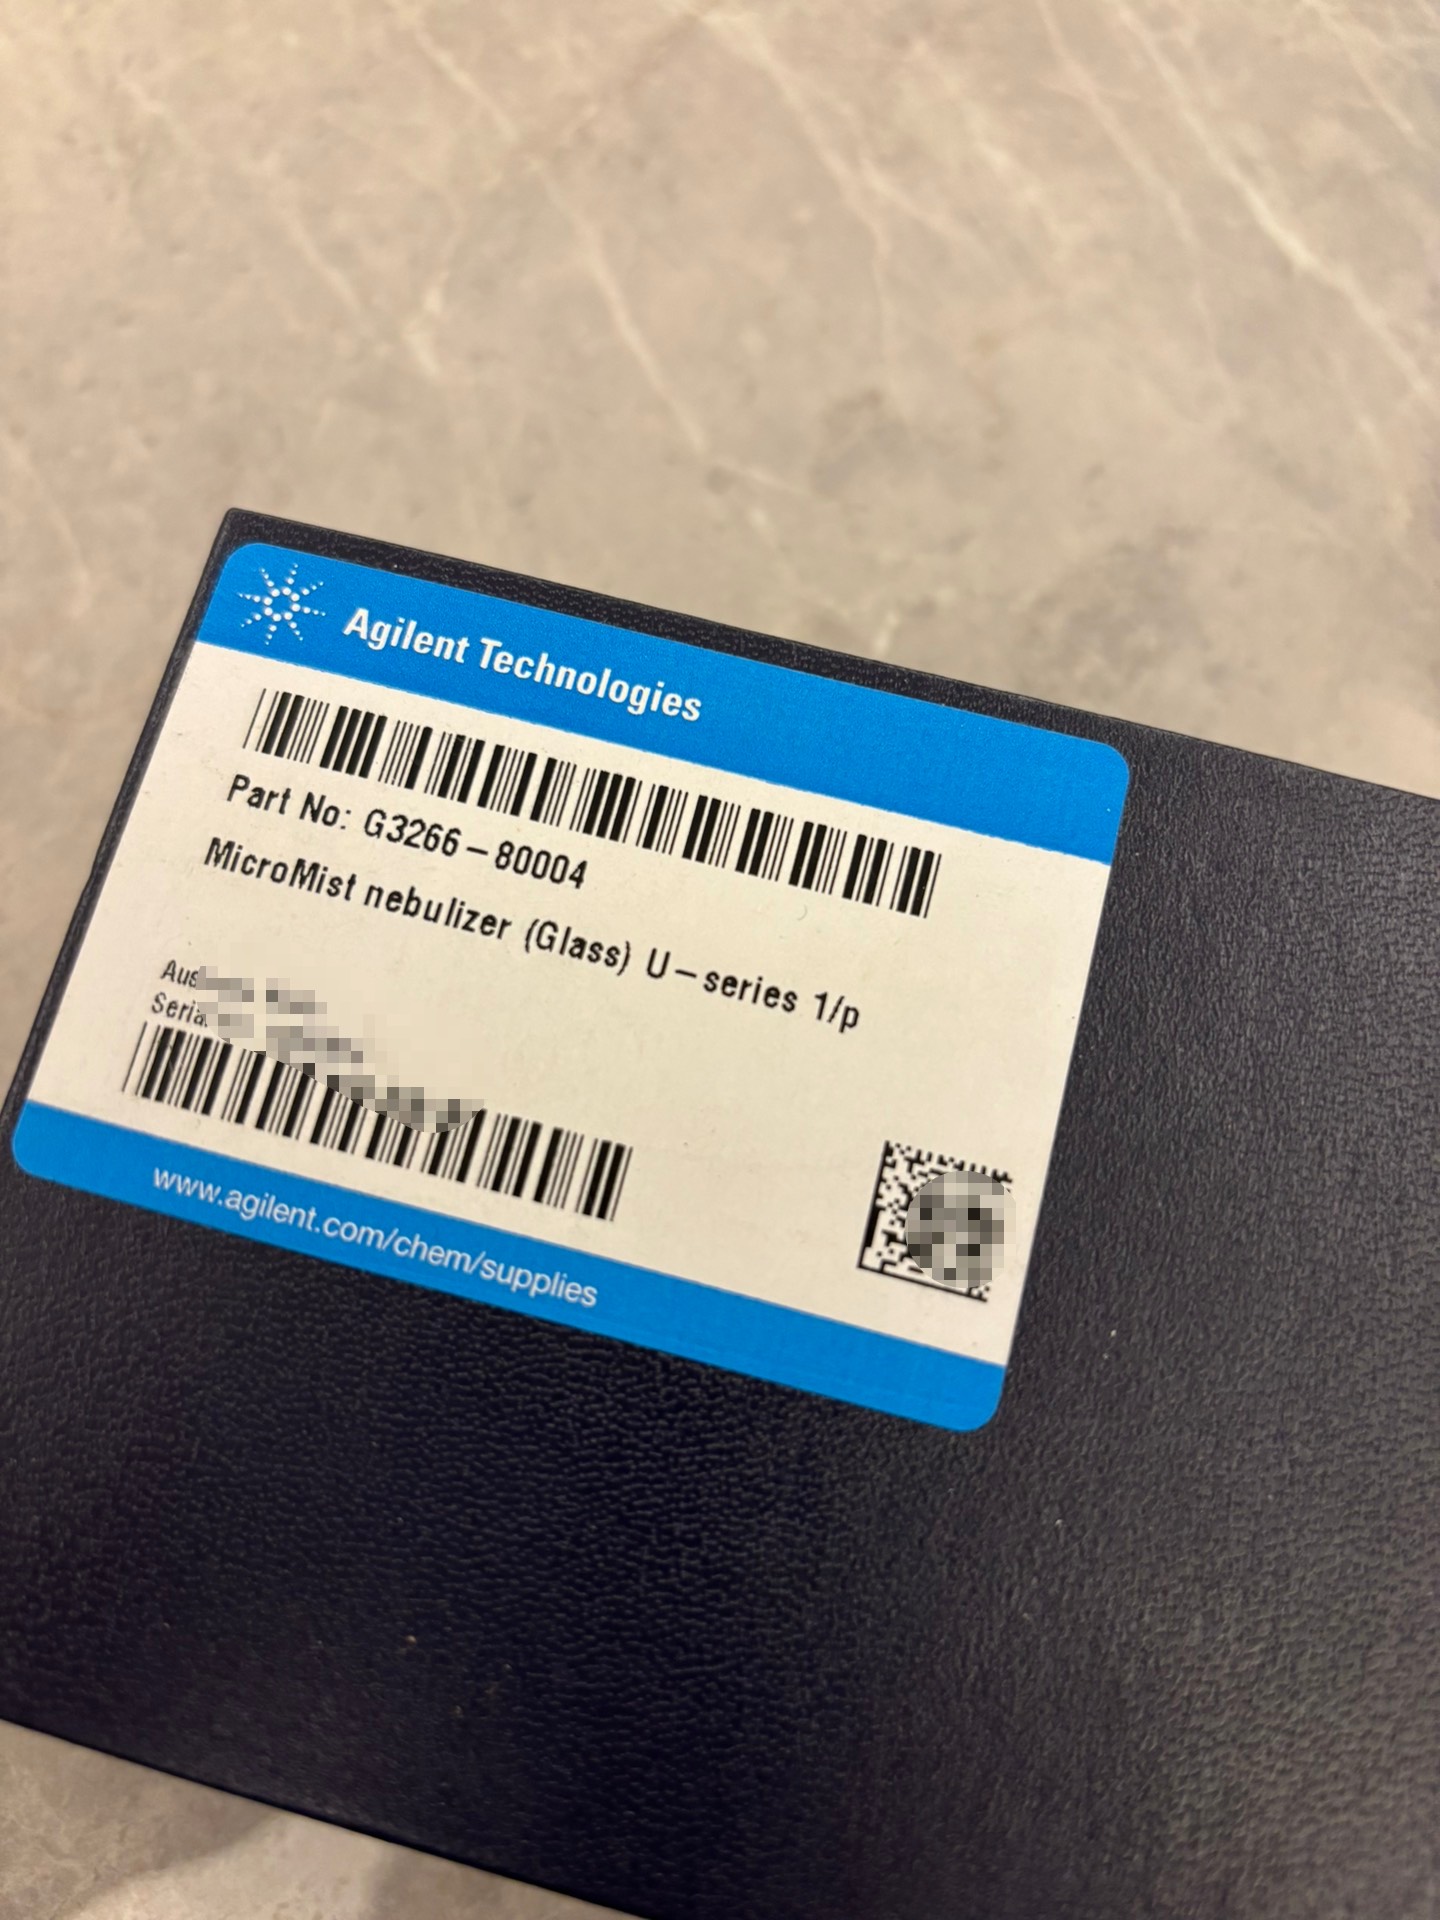 Agilent Technologies
Part No: G3266-80004
MicroMist nebulizer (Glass) U-series 1/p
www.agilent.com/chem/supplies